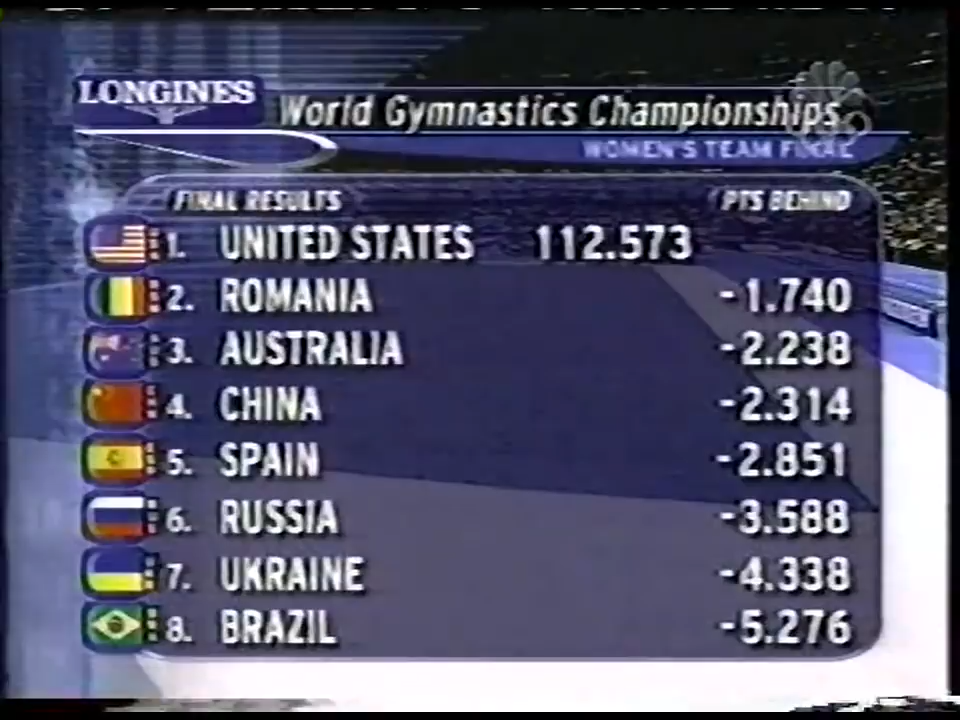 LONGINES
World Gymnastics Championships
WOMEN'S TEAM FINAL
FINAL RESULTS PTS BEHIND
1. UNITED STATES 112.573
2. ROMANIA -1.740
3. AUSTRALIA -2.238
4. CHINA -2.314
5. SPAIN -2.851
6. RUSSIA -3.588
7. UKRAINE -4.338
8. BRAZIL -5.276